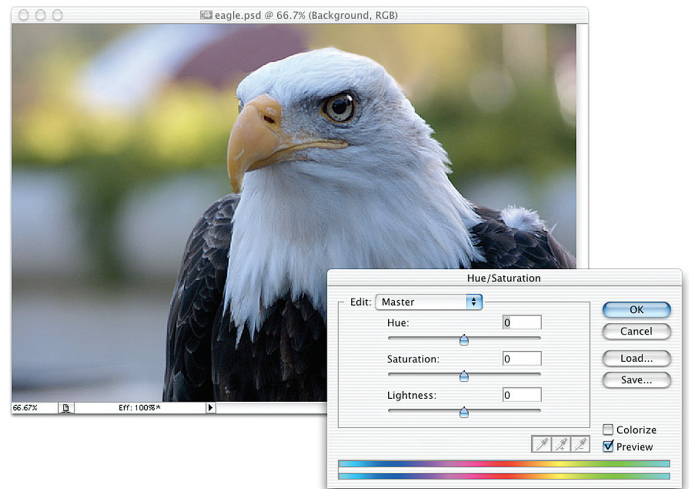 eagle.psd @ 66.7% (Background, RGB)
Hue/Saturation
Edit: Master
OK
Hue: 0
Cancel
Saturation: 0
Load...
Save...
Lightness: 0
66.67%
Eff: 100%*
Colorize
Preview